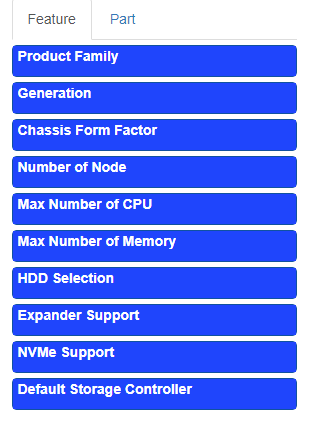 Feature Part
Product Family
Generation
Chassis Form Factor
Number of Node
Max Number of CPU
Max Number of Memory
HDD Selection
Expander Support
NVMe Support
Default Storage Controller